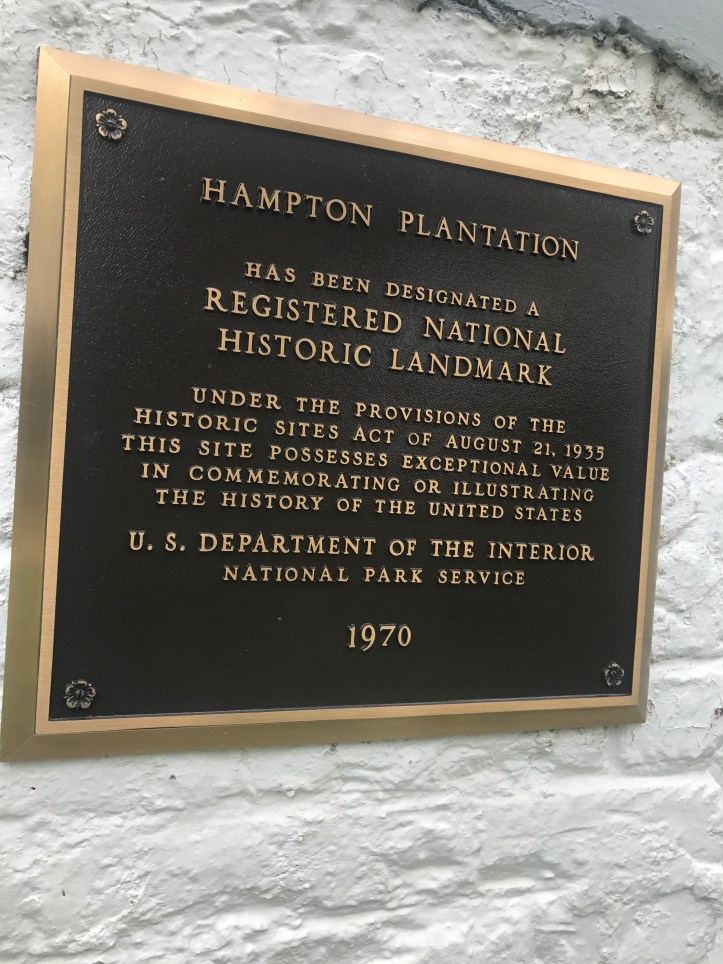 HAMPTON PLANTATION
HAS BEEN DESIGNATED A
REGISTERED NATIONAL
HISTORIC LANDMARK
UNDER THE PROVISIONS OF THE
HISTORIC SITES ACT OF AUGUST 21, 1935
THIS SITE POSSESSES EXCEPTIONAL VALUE
IN COMMEMORATING OR ILLUSTRATING
THE HISTORY OF THE UNITED STATES
U. S. DEPARTMENT OF THE INTERIOR
NATIONAL PARK SERVICE
1970